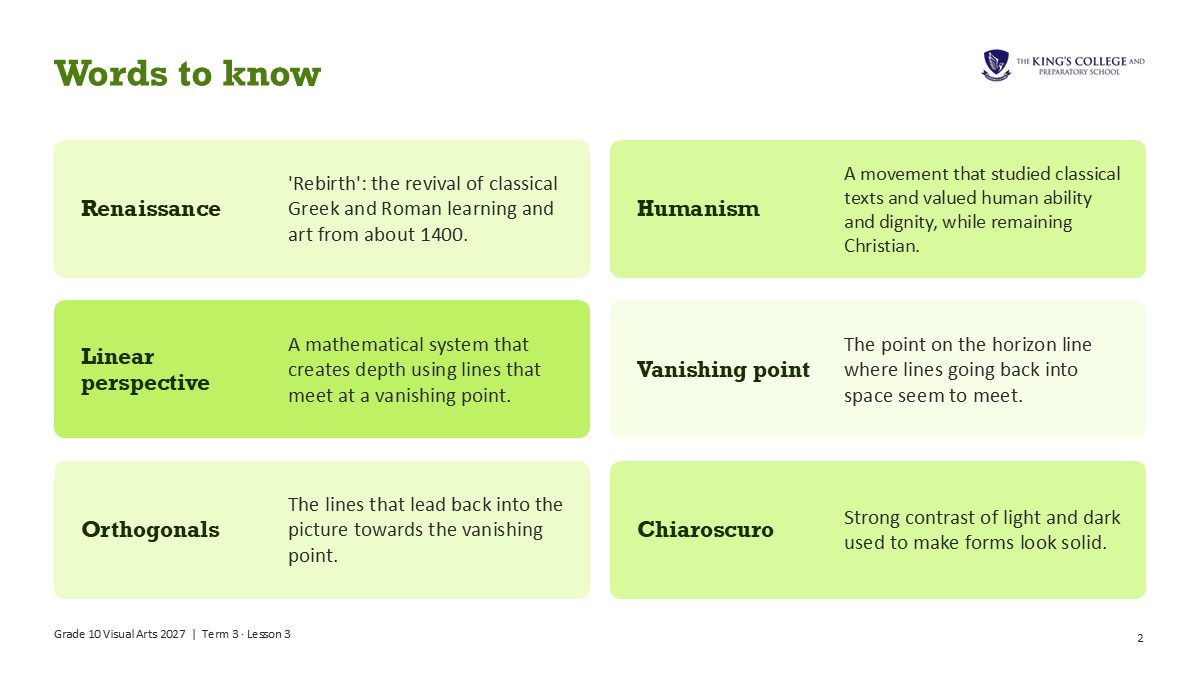 Words to know
THE KING'S COLLEGE AND
PREPARATORY SCHOOL
Renaissance
'Rebirth': the revival of classical
Greek and Roman learning and
art from about 1400.
Humanism
A movement that studied classical
texts and valued human ability
and dignity, while remaining
Christian.
Linear
perspective
A mathematical system that
creates depth using lines that
meet at a vanishing point.
Vanishing point
The point on the horizon line
where lines going back into
space seem to meet.
Orthogonals
The lines that lead back into the
picture towards the vanishing
point.
Chiaroscuro
Strong contrast of light and dark
used to make forms look solid.
Grade 10 Visual Arts 2027 | Term 3 · Lesson 3
2